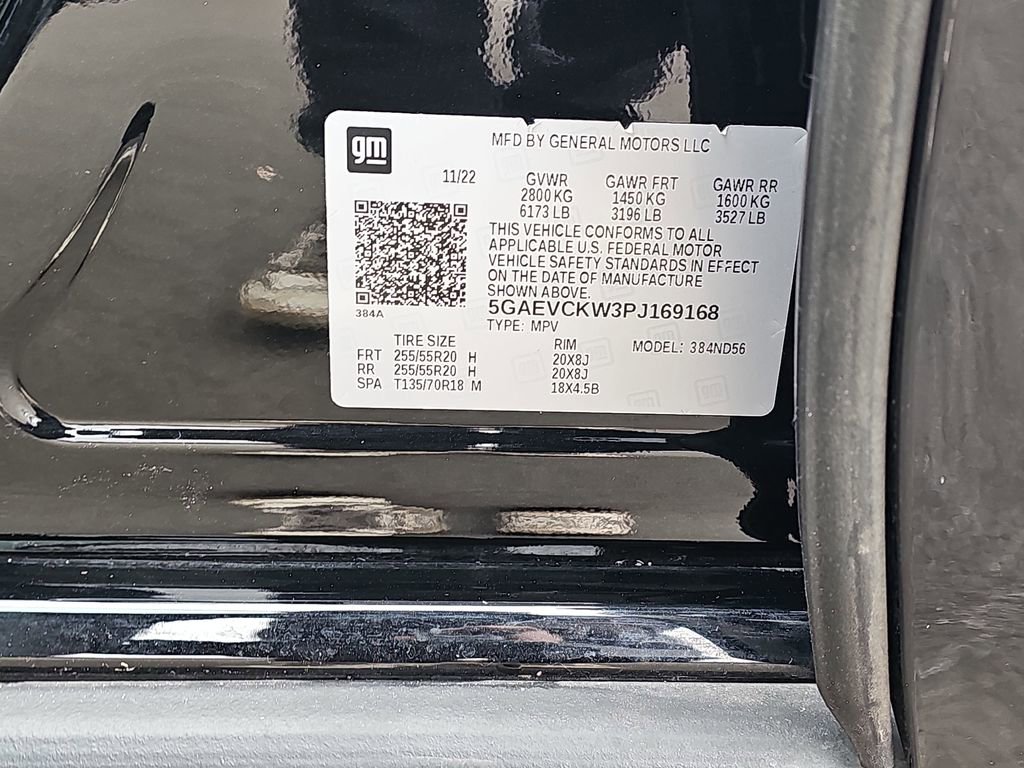 gm
MFD BY GENERAL MOTORS LLC
11/22 GVWR GAWR FRT GAWR RR
2800 KG 1450 KG 1600 KG
6173 LB 3196 LB 3527 LB
THIS VEHICLE CONFORMS TO ALL
APPLICABLE U.S. FEDERAL MOTOR
VEHICLE SAFETY STANDARDS IN EFFECT
ON THE DATE OF MANUFACTURE
SHOWN ABOVE.
384A
5GAEVCKW3PJ169168
TYPE: MPV
TIRE SIZE RIM MODEL: 384ND56
FRT 255/55R20 H 20X8J
RR 255/55R20 H 20X8J
SPA T135/70R18 M 18X4.5B